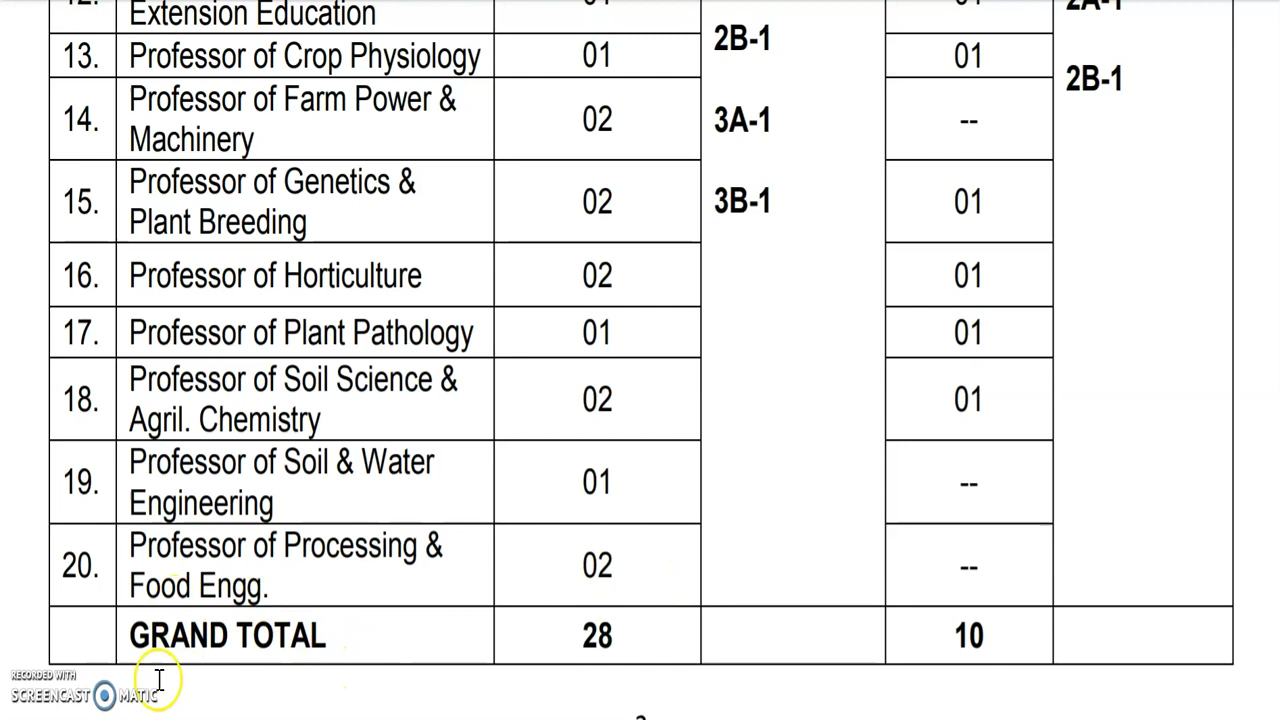 Extension Education
2B-1
2B-1
13. Professor of Crop Physiology 01 01
14. Professor of Farm Power &
Machinery 02 3A-1 --
15. Professor of Genetics &
Plant Breeding 02 3B-1 01
16. Professor of Horticulture 02 01
17. Professor of Plant Pathology 01 01
18. Professor of Soil Science &
Agril. Chemistry 02 01
19. Professor of Soil & Water
Engineering 01 --
20. Professor of Processing &
Food Engg. 02 --
GRAND TOTAL 28 10
RECORDED WITH
SCREENCAST MATIC